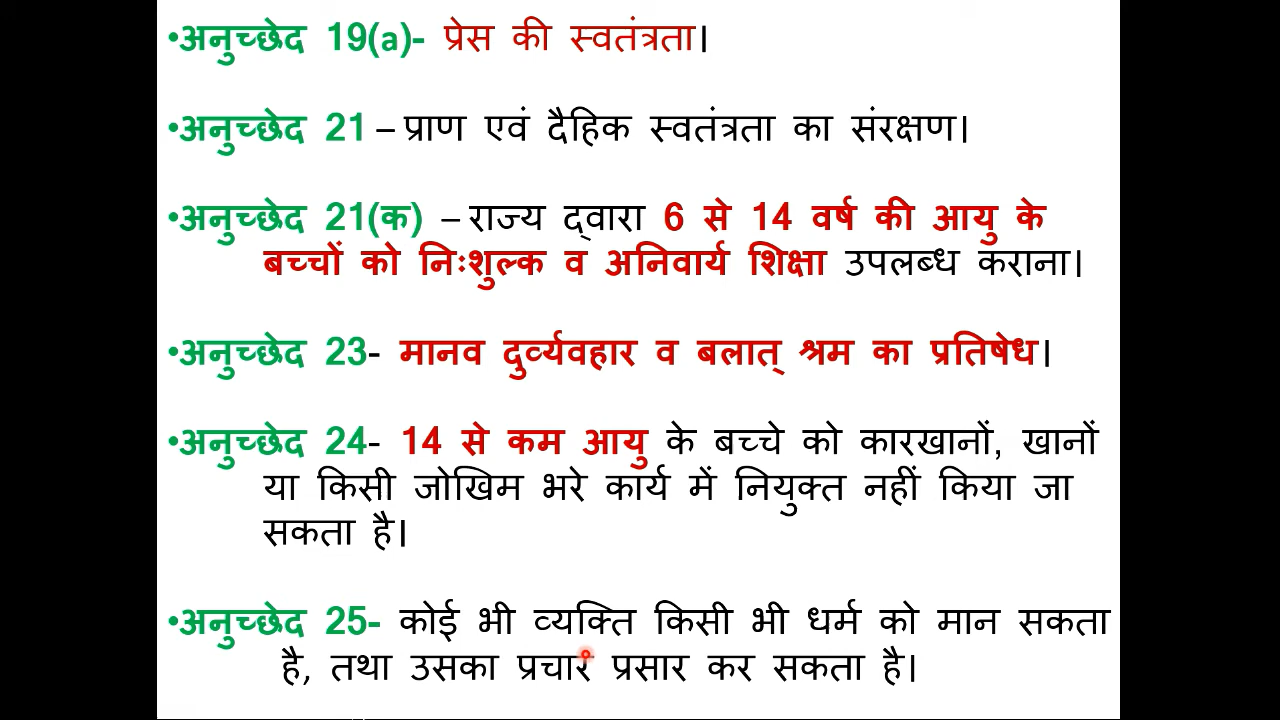 •अनुच्छेद 19(a)- प्रेस की स्वतंत्रता।
•अनुच्छेद 21 – प्राण एवं दैहिक स्वतंत्रता का संरक्षण।
•अनुच्छेद 21(क) – राज्य द्वारा 6 से 14 वर्ष की आयु के
बच्चों को निःशुल्क व अनिवार्य शिक्षा उपलब्ध कराना।
•अनुच्छेद 23- मानव दुर्व्यवहार व बलात् श्रम का प्रतिषेध।
•अनुच्छेद 24- 14 से कम आयु के बच्चे को कारखानों, खानों
या किसी जोखिम भरे कार्य में नियुक्त नहीं किया जा
सकता है।
•अनुच्छेद 25- कोई भी व्यक्ति किसी भी धर्म को मान सकता
है, तथा उसका प्रचार प्रसार कर सकता है।